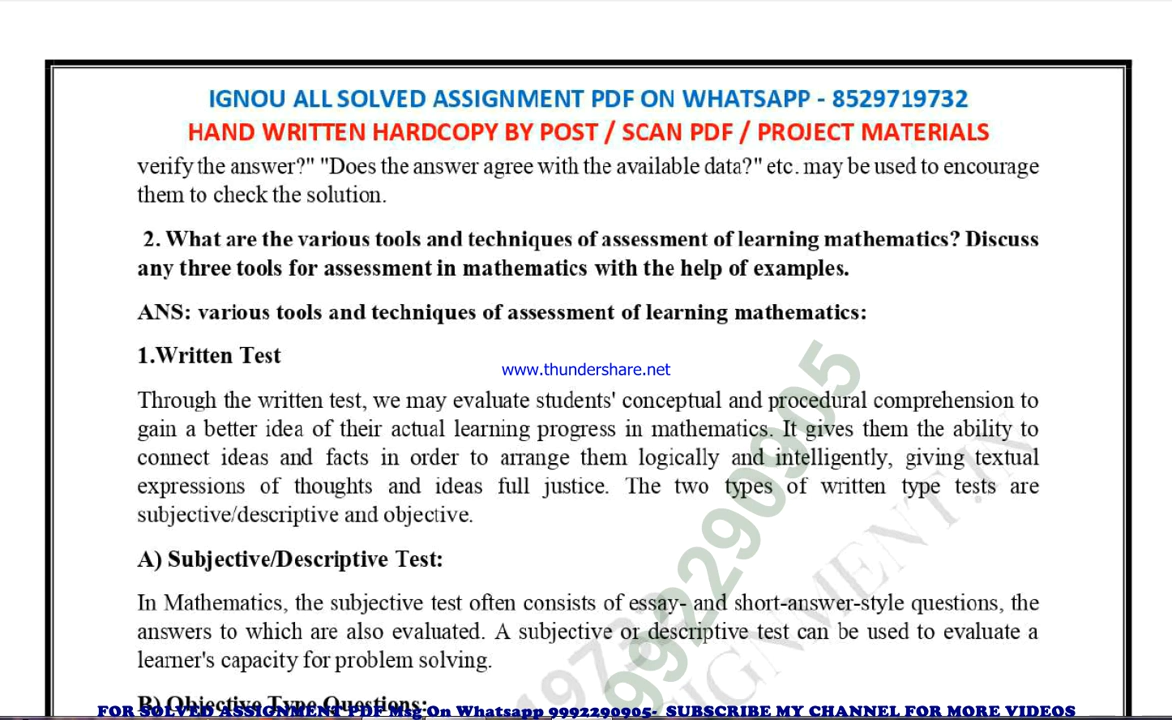 IGNOU ALL SOLVED ASSIGNMENT PDF ON WHATSAPP - 8529719732
HAND WRITTEN HARDCOPY BY POST / SCAN PDF / PROJECT MATERIALS
verify the answer?" "Does the answer agree with the available data?" etc. may be used to encourage
them to check the solution.
2. What are the various tools and techniques of assessment of learning mathematics? Discuss
any three tools for assessment in mathematics with the help of examples.
ANS: various tools and techniques of assessment of learning mathematics:
1.Written Test
www.thundershare.net
Through the written test, we may evaluate students' conceptual and procedural comprehension to
gain a better idea of their actual learning progress in mathematics. It gives them the ability to
connect ideas and facts in order to arrange them logically and intelligently, giving textual
expressions of thoughts and ideas full justice. The two types of written type tests are
subjective/descriptive and objective.
A) Subjective/Descriptive Test:
In Mathematics, the subjective test often consists of essay- and short-answer-style questions, the
answers to which are also evaluated. A subjective or descriptive test can be used to evaluate a
learner's capacity for problem solving.
B) Objective Type Questions:
FOR SOLVED ASSIGNMENT PDF Msg On Whatsapp 9992290905- SUBSCRIBE MY CHANNEL FOR MORE VIDEOS
9992290905